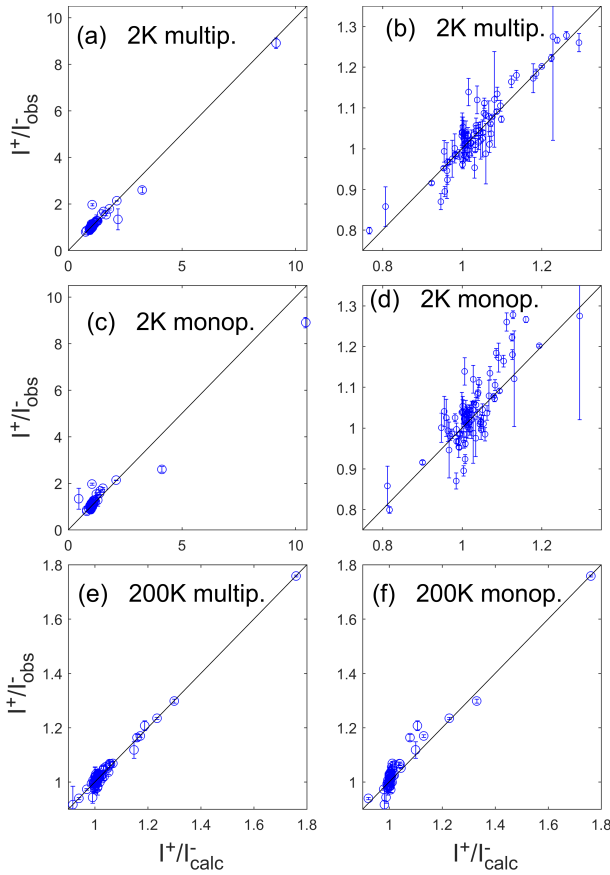 (a) 2K multip.
10
8
6
4
2
0
0 5 10
I⁺/I⁻obs
(b) 2K multip.
1.3
1.2
1.1
1
0.9
0.8
0.8 1 1.2
(c) 2K monop.
10
8
6
4
2
0
0 5 10
I⁺/I⁻obs
(d) 2K monop.
1.3
1.2
1.1
1
0.9
0.8
0.8 1 1.2
(e) 200K multip.
1.8
1.6
1.4
1.2
1
1 1.2 1.4 1.6 1.8
I⁺/I⁻obs
I⁺/I⁻calc
(f) 200K monop.
1.8
1.6
1.4
1.2
1
1 1.2 1.4 1.6 1.8
I⁺/I⁻calc